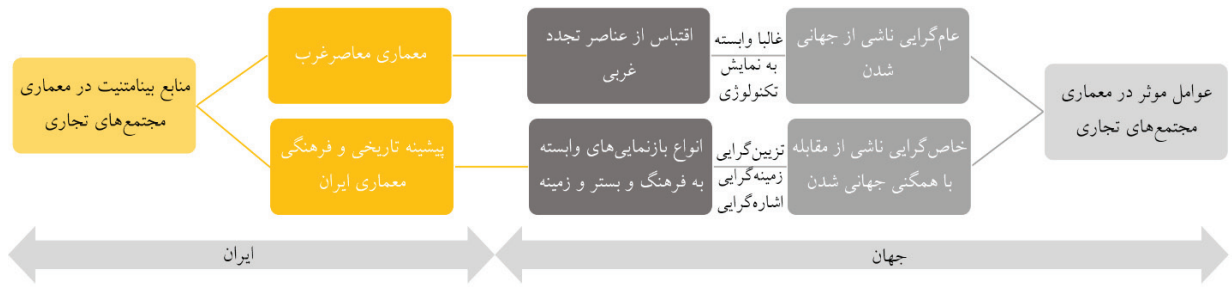 عوامل موثر در معماری
مجتمع‌های تجاری
عام‌گرایی ناشی از جهانی
شدن
غالبا وابسته
به نمایش
تکنولوژی
اقتباس از عناصر تجدد
غربی
معماری معاصرغرب
خاص‌گرایی ناشی از مقابله
با همگنی جهانی شدن
تزیین‌گرایی
زمینه‌گرایی
اشاره‌گرایی
انواع بازنمایی‌های وابسته
به فرهنگ و بستر و زمینه
پیشینه تاریخی و فرهنگی
معماری ایران
منابع بینامتنیت در معماری
مجتمع‌های تجاری
جهان
ایران